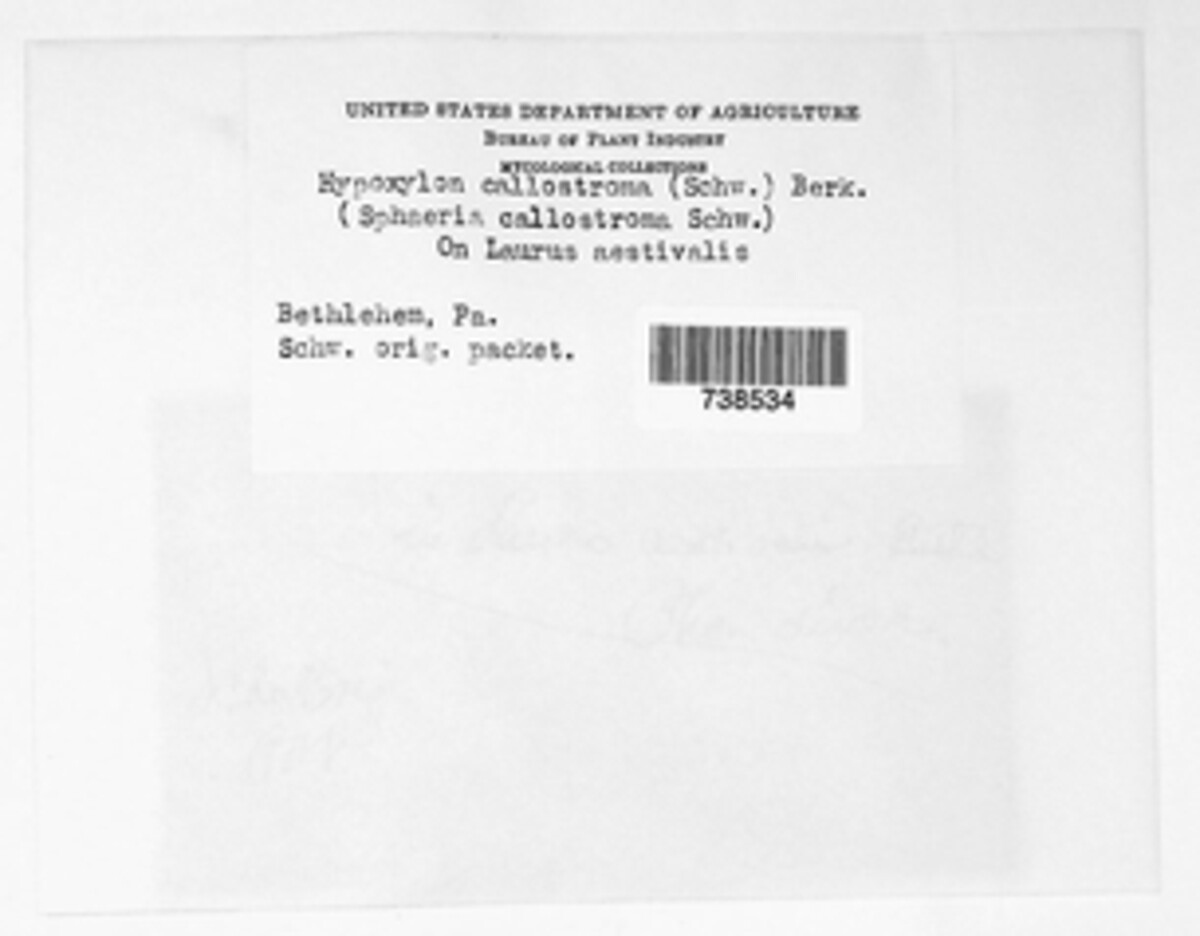 UNITED STATES DEPARTMENT OF AGRICULTURE
BUREAU OF PLANT INDUSTRY
MYCOLOGICAL COLLECTIONS
Hypoxylon callostroma (Schw.) Berk.
(Sphaeria callostroma Schw.)
On Laurus aestivalis
Bethlehem, Pa.
Schw. orig. packet.
738534